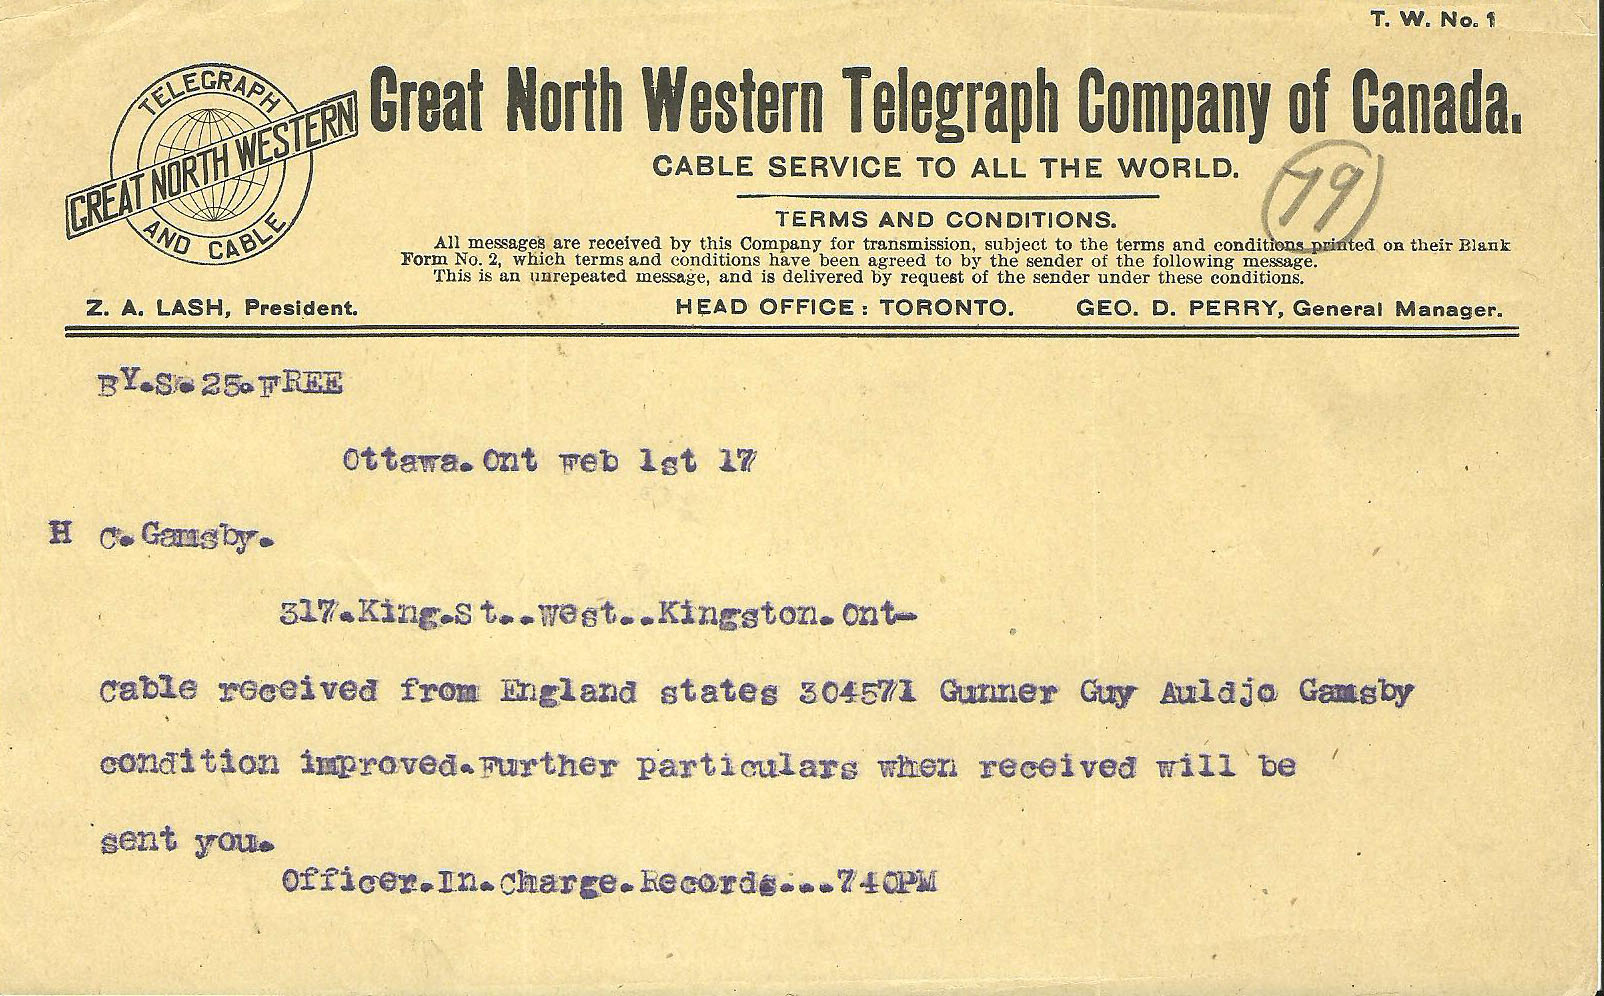 T. W. No. 1
TELEGRAPH
GREAT NORTH WESTERN
AND CABLE
Great North Western Telegraph Company of Canada.
CABLE SERVICE TO ALL THE WORLD.
79
TERMS AND CONDITIONS.
All messages are received by this Company for transmission, subject to the terms and conditions printed on their Blank
Form No. 2, which terms and conditions have been agreed to by the sender of the following message.
This is an unrepeated message, and is delivered by request of the sender under these conditions.
Z. A. LASH, President. HEAD OFFICE: TORONTO. GEO. D. PERRY, General Manager.
BY.S. 25.FREE
Ottawa.Ont Feb 1st 17
H C.Gamsby.
317.King.St..West..Kingston.Ont-
Cable received from England states 304571 Gunner Guy Auldjo Gamsby
condition improved.Further particulars when received will be
sent you.
Officer.In.Charge.Records...740PM